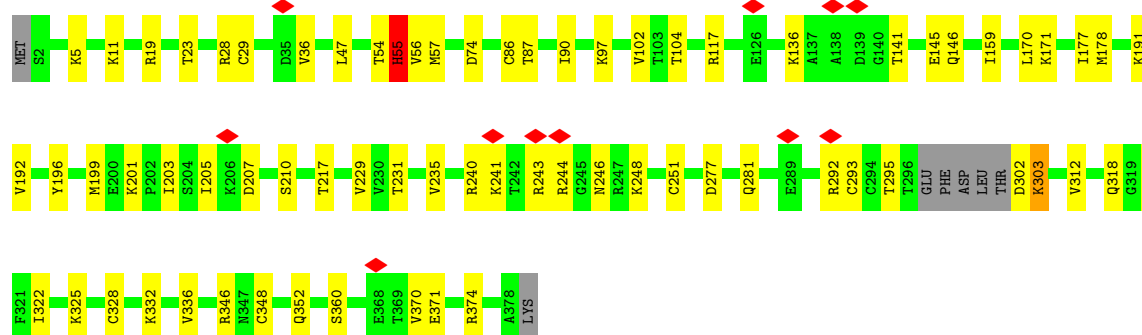 MET S2 K5 K11 R19 T23 R28 C29 D35 V36 L47 T54 H55 V56 M57 D74 C86 T87 I90 K97 V102 T103 T104 R117 E126 K136 A137 A138 D139 G140 T141 E145 Q146 I159 L170 K171 I177 M178 K191
V192 Y196 M199 E200 K201 P202 I203 S204 I205 K206 D207 S210 T217 V229 V230 T231 V235 R240 K241 T242 R243 R244 G245 N246 R247 K248 C251 D277 Q281 E289 R292 C293 C294 T295 T296 GLU PHE ASP LEU THR D302 K303 V312 Q318 G319
F321 I322 K325 C328 K332 V336 R346 N347 C348 Q352 S360 E368 T369 V370 E371 R374 A378 LYS